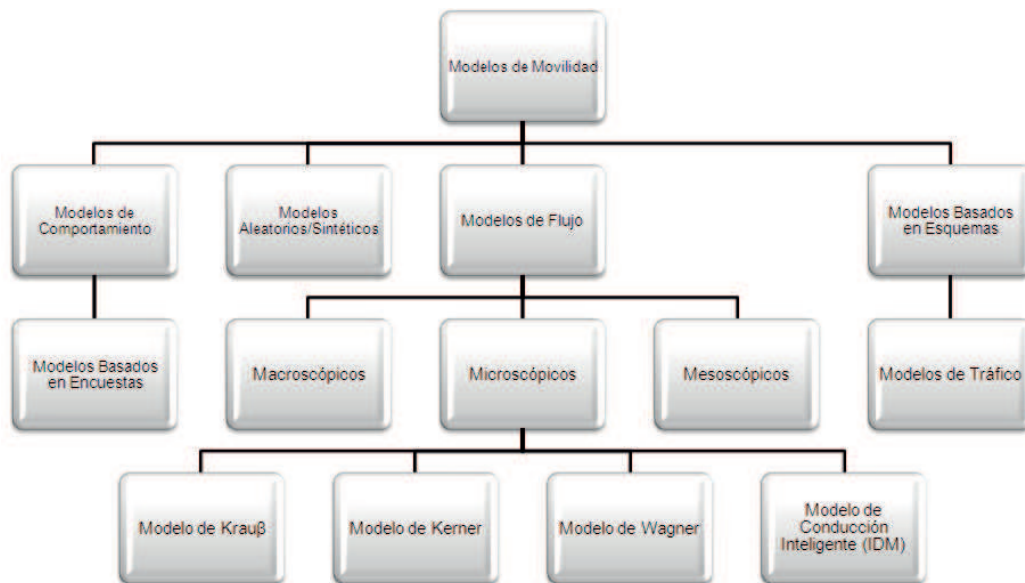 Modelos de Movilidad
Modelos de
Comportamiento
Modelos
Aleatorios/Sintéticos
Modelos de Flujo
Modelos Basados
en Esquemas
Modelos Basados
en Encuestas
Macroscópicos
Microscópicos
Mesoscópicos
Modelos de Tráfico
Modelo de Krauβ
Modelo de Kerner
Modelo de Wagner
Modelo de
Conducción
Inteligente (IDM)